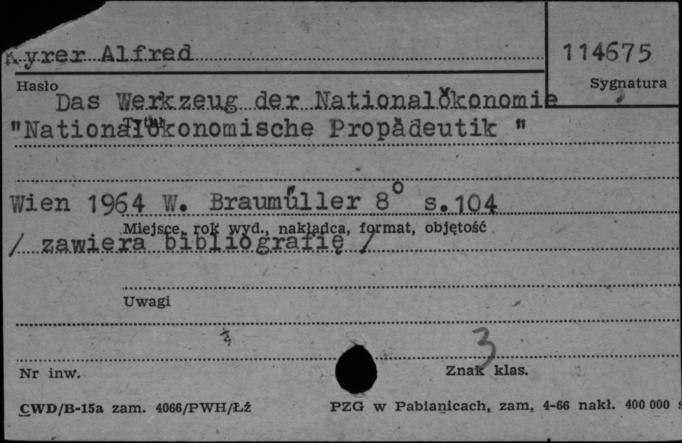 Kyrer Alfred
114675
Hasło
Sygnatura
Das Werkzeug der Nationalökonomie
"Nationalökonomische Propädeutik "
Tytuł
Wien 1964 W. Braumüller 8° s.104
Miejsce, rok wyd., nakładca, format, objętość
/ zawiera bibliografię /
Uwagi
3
Nr inw.
Znak klas.
CWD/B-15a zam. 4066/PWH/Łź
PZG w Pabianicach, zam, 4-66 nakł. 400 000 s